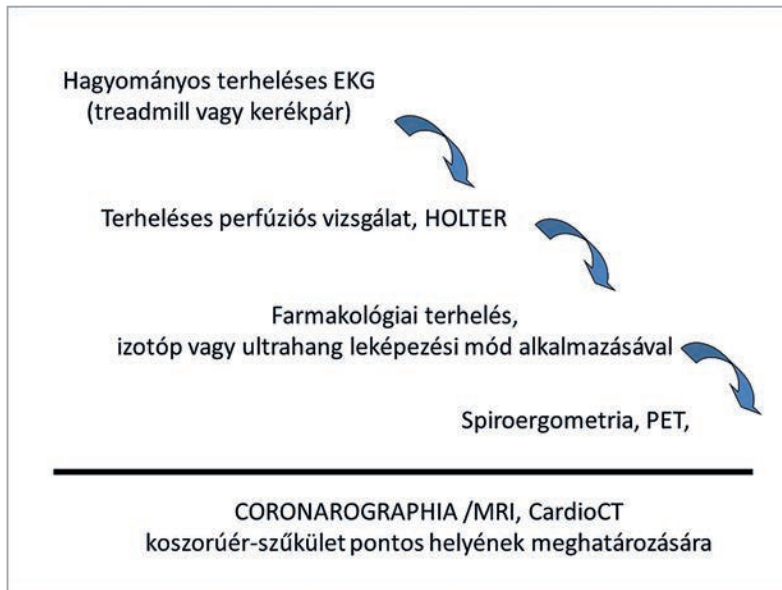 Hagyományos terheléses EKG
(treadmill vagy kerékpár)
Terheléses perfúziós vizsgálat, HOLTER
Farmakológiai terhelés,
izotóp vagy ultrahang leképezési mód alkalmazásával
Spiroergometria, PET,
CORONAROGRAPHIA /MRI, CardioCT
koszorúér-szűkület pontos helyének meghatározására